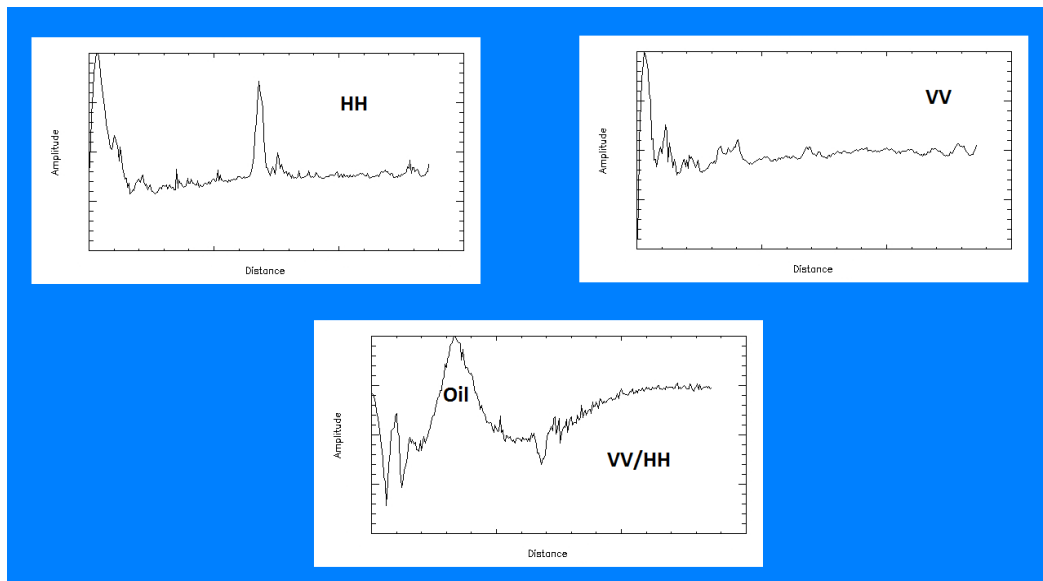 HH
Amplitude
Distance
VV
Amplitude
Distance
Oil
VV/HH
Amplitude
Distance